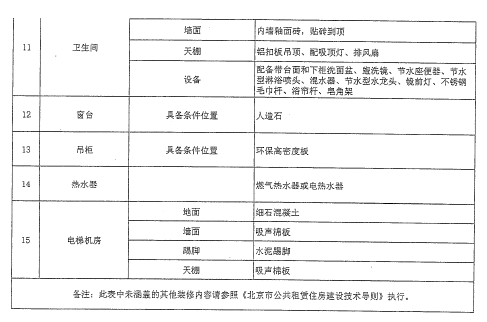 墙面 内墙釉面砖，贴砖到顶
11 卫生间 天棚 铝扣板吊顶、配吸顶灯、排风扇
设备 配备带台面和下柜洗面盆、盥洗镜、节水座便器、节水
型淋浴喷头、混水器、节水型水龙头、镜前灯、不锈钢
毛巾杆、浴帘杆、皂角架
12 窗台 具备条件位置 人造石
13 吊柜 具备条件位置 环保高密度板
14 热水器 燃气热水器或电热水器
地面 细石混凝土
15 电梯机房 墙面 吸声棉板
踢脚 水泥踢脚
天棚 吸声棉板
备注：此表中未涵盖的其他装修内容请参照《北京市公共租赁住房建设技术导则》执行。